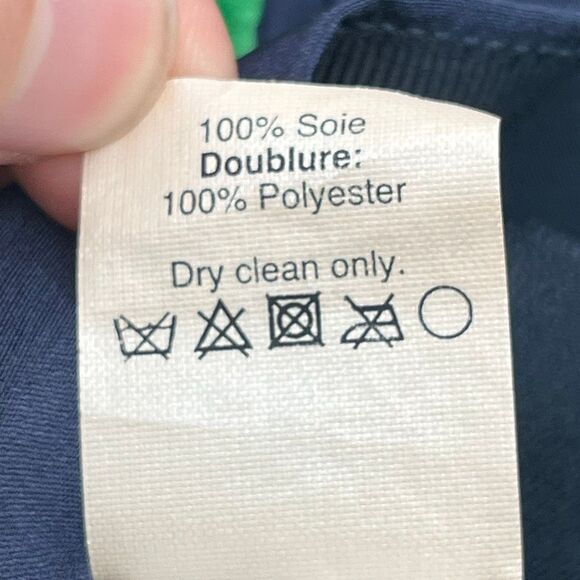 100% Soie
Doublure:
100% Polyester
Dry clean only.